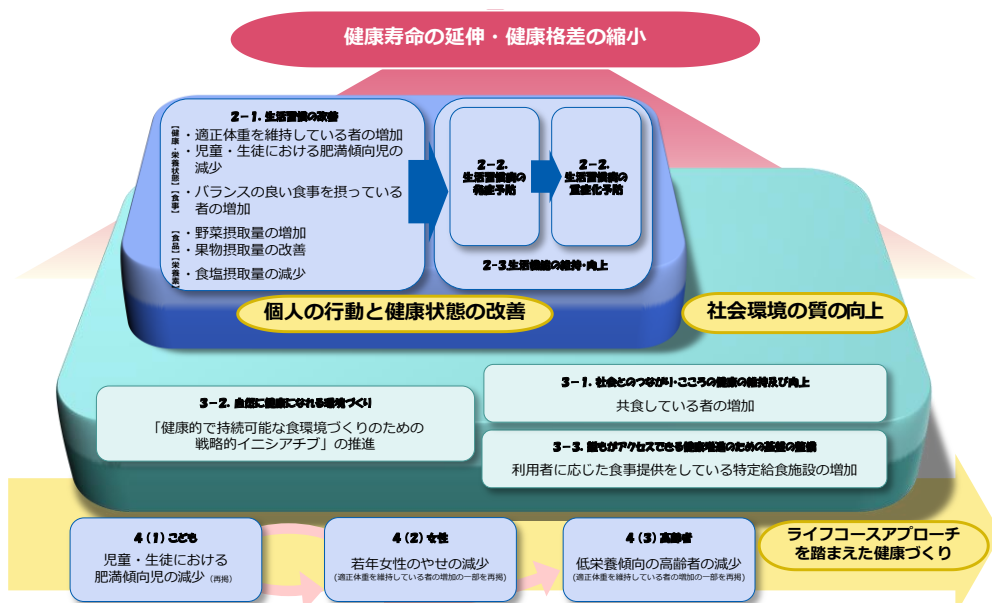 健康寿命の延伸・健康格差の縮小
2-1. 生活習慣の改善
【健康・栄養状態】
・適正体重を維持している者の増加
・児童・生徒における肥満傾向児の
減少
【食事】
・バランスの良い食事を摂っている
者の増加
【食品】
・野菜摂取量の増加
・果物摂取量の改善
【栄養素】
・食塩摂取量の減少
2-2.
生活習慣病の
発症予防
2-2.
生活習慣病の
重症化予防
2-3.生活機能の維持・向上
個人の行動と健康状態の改善
社会環境の質の向上
3-1. 社会とのつながり・こころの健康の維持及び向上
共食している者の増加
3-2. 自然に健康になれる環境づくり
「健康的で持続可能な食環境づくりのための
戦略的イニシアチブ」の推進
3-3. 誰もがアクセスできる健康増進のための基盤の整備
利用者に応じた食事提供をしている特定給食施設の増加
4(1)こども
児童・生徒における
肥満傾向児の減少 (再掲)
4(2)女性
若年女性のやせの減少
(適正体重を維持している者の増加の一部を再掲)
4(3)高齢者
低栄養傾向の高齢者の減少
(適正体重を維持している者の増加の一部を再掲)
ライフコースアプローチ
を踏まえた健康づくり